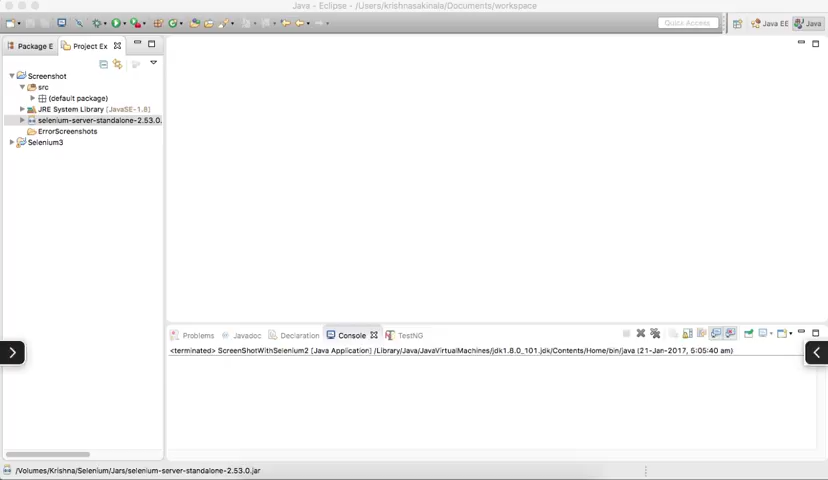 Java - Eclipse - /Users/krishnasakinala/Documents/workspace
Quick Access
Java EE
Java
Package E
Project Ex
Screenshot
src
(default package)
JRE System Library [JavaSE-1.8]
selenium-server-standalone-2.53.0.
ErrorScreenshots
Selenium3
Problems
Javadoc
Declaration
Console
TestNG
<terminated> ScreenShotWithSelenium2 [Java Application] /Library/Java/JavaVirtualMachines/jdk1.8.0_101.jdk/Contents/Home/bin/java (21-Jan-2017, 5:05:40 am)
/Volumes/Krishna/Selenium/Jars/selenium-server-standalone-2.53.0.jar